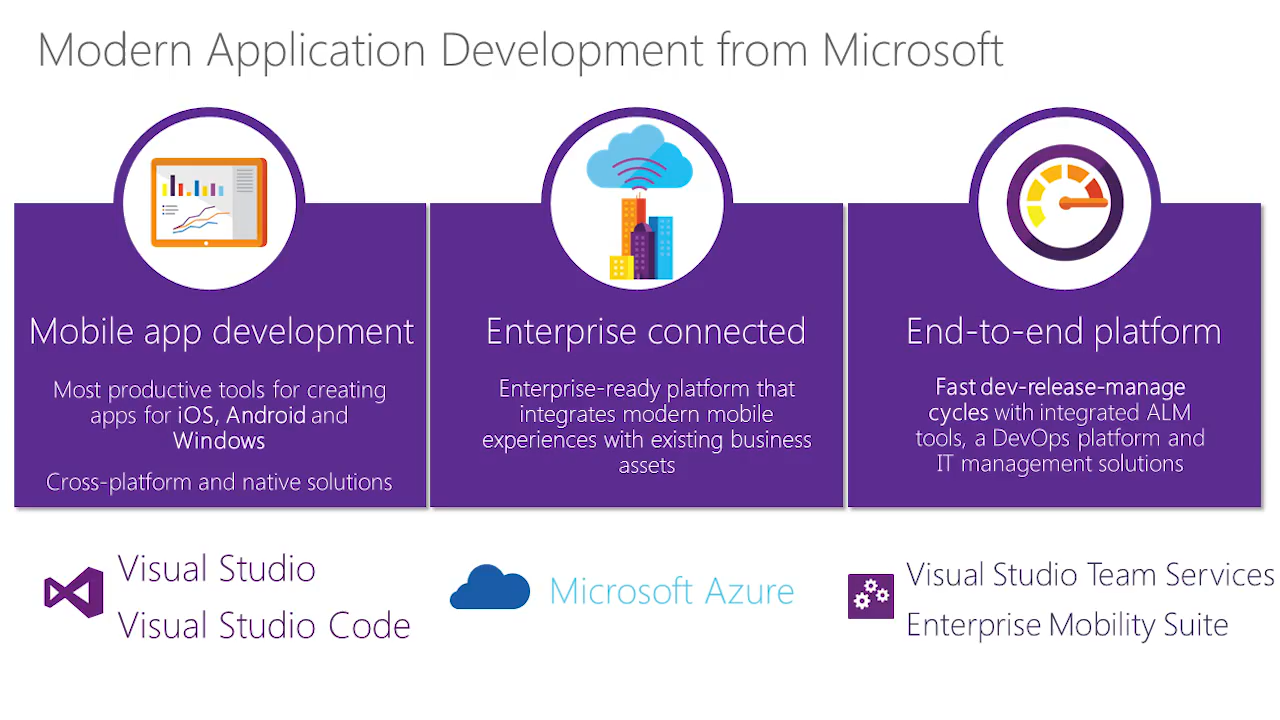 Modern Application Development from Microsoft
Mobile app development
Most productive tools for creating
apps for iOS, Android and
Windows
Cross-platform and native solutions
Enterprise connected
Enterprise-ready platform that
integrates modern mobile
experiences with existing business
assets
End-to-end platform
Fast dev-release-manage
cycles with integrated ALM
tools, a DevOps platform and
IT management solutions
Visual Studio
Visual Studio Code
Microsoft Azure
Visual Studio Team Services
Enterprise Mobility Suite